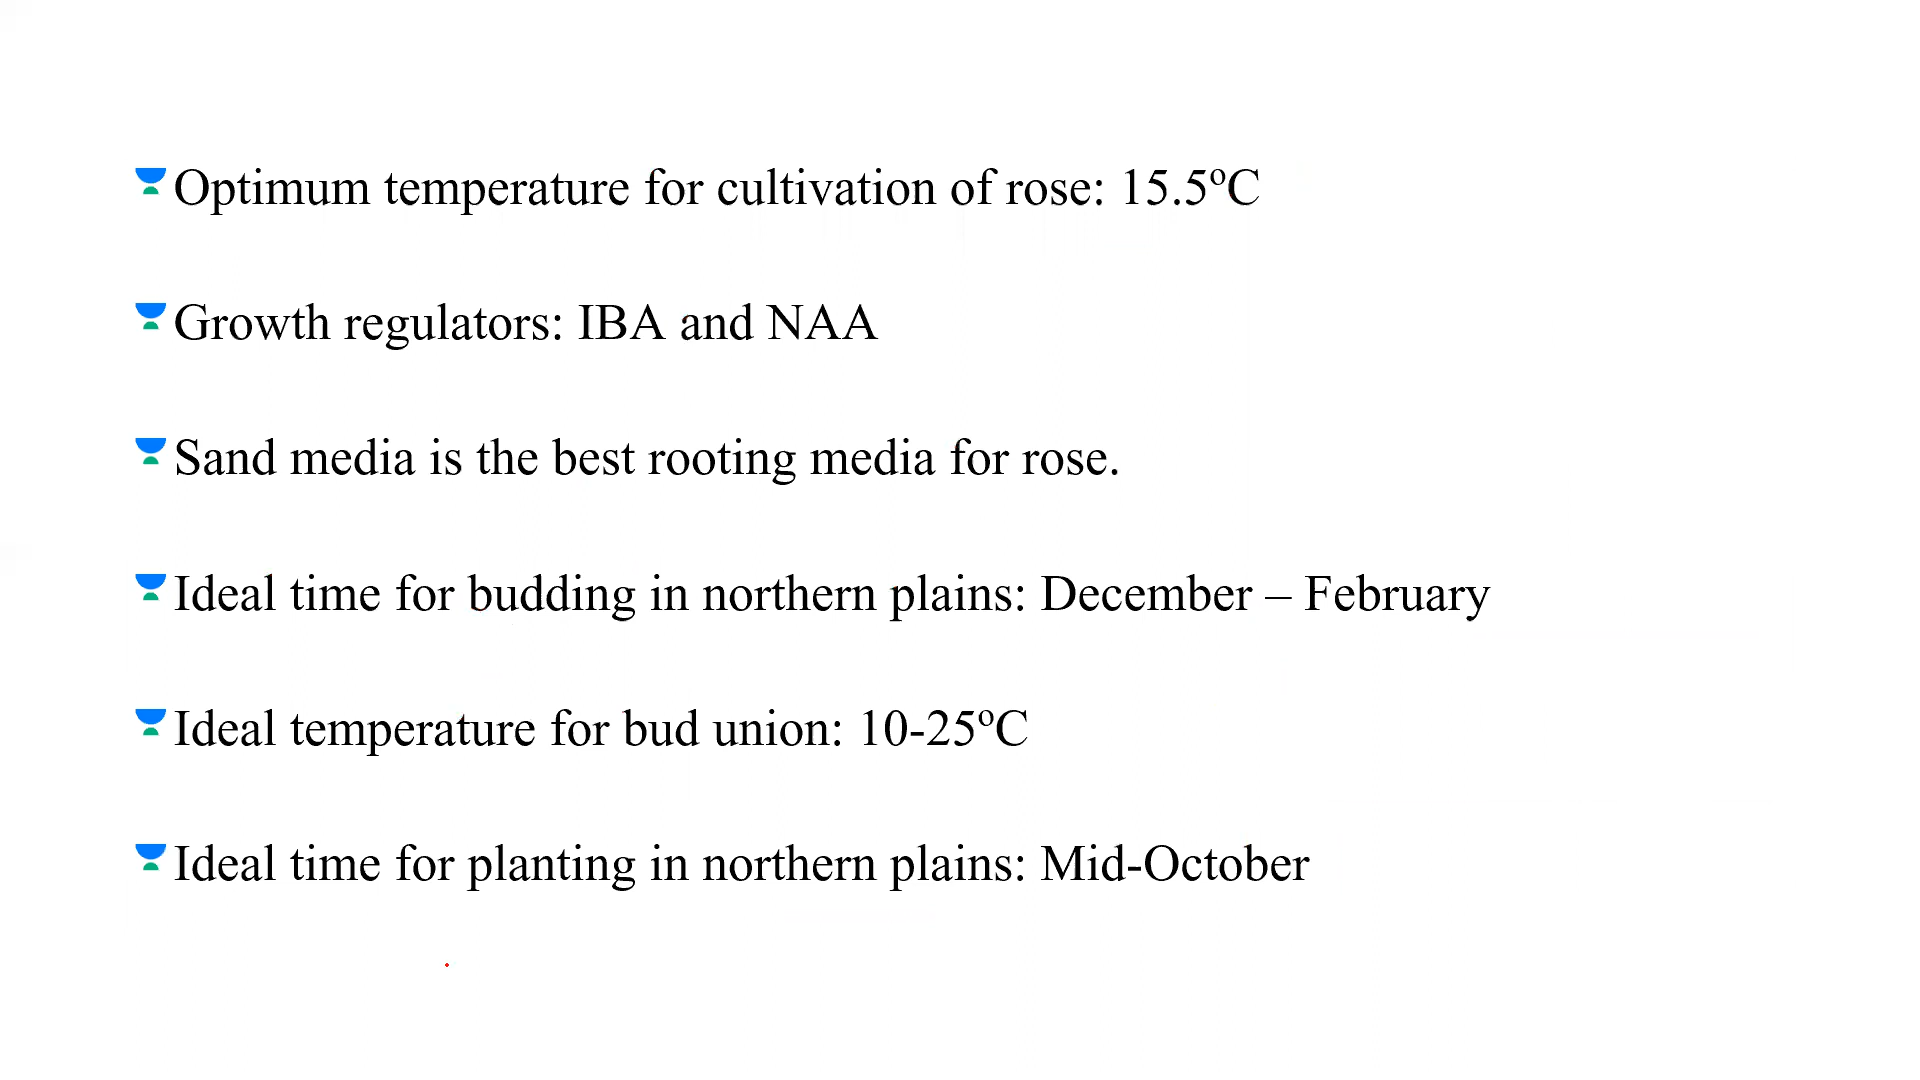 Optimum temperature for cultivation of rose: 15.5ºC
Growth regulators: IBA and NAA
Sand media is the best rooting media for rose.
Ideal time for budding in northern plains: December – February
Ideal temperature for bud union: 10-25ºC
Ideal time for planting in northern plains: Mid-October